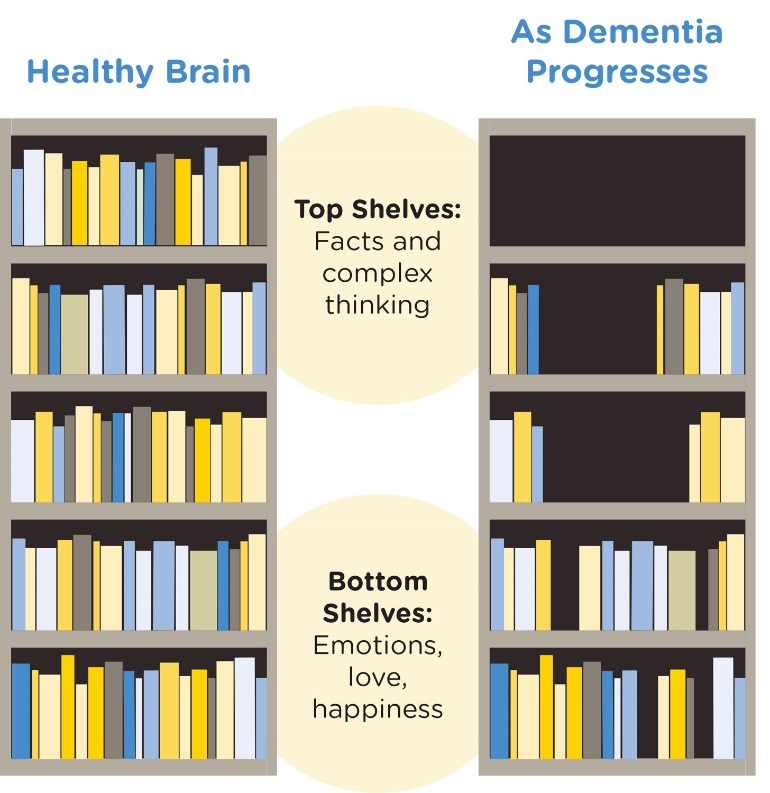 Healthy Brain
As Dementia
Progresses
Top Shelves:
Facts and
complex
thinking
Bottom
Shelves:
Emotions,
love,
happiness